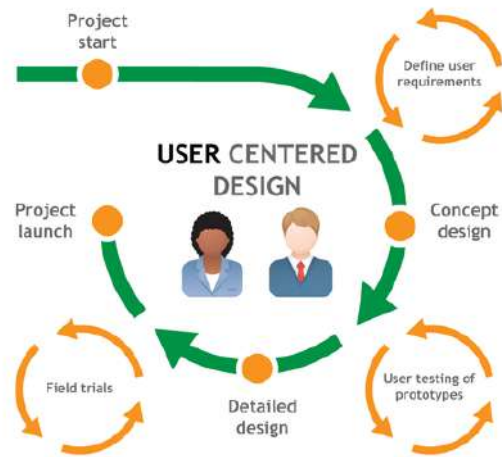 Project
start
Define user
requirements
USER CENTERED
DESIGN
Project
launch
Concept
design
Field trials
User testing of
prototypes
Detailed
design